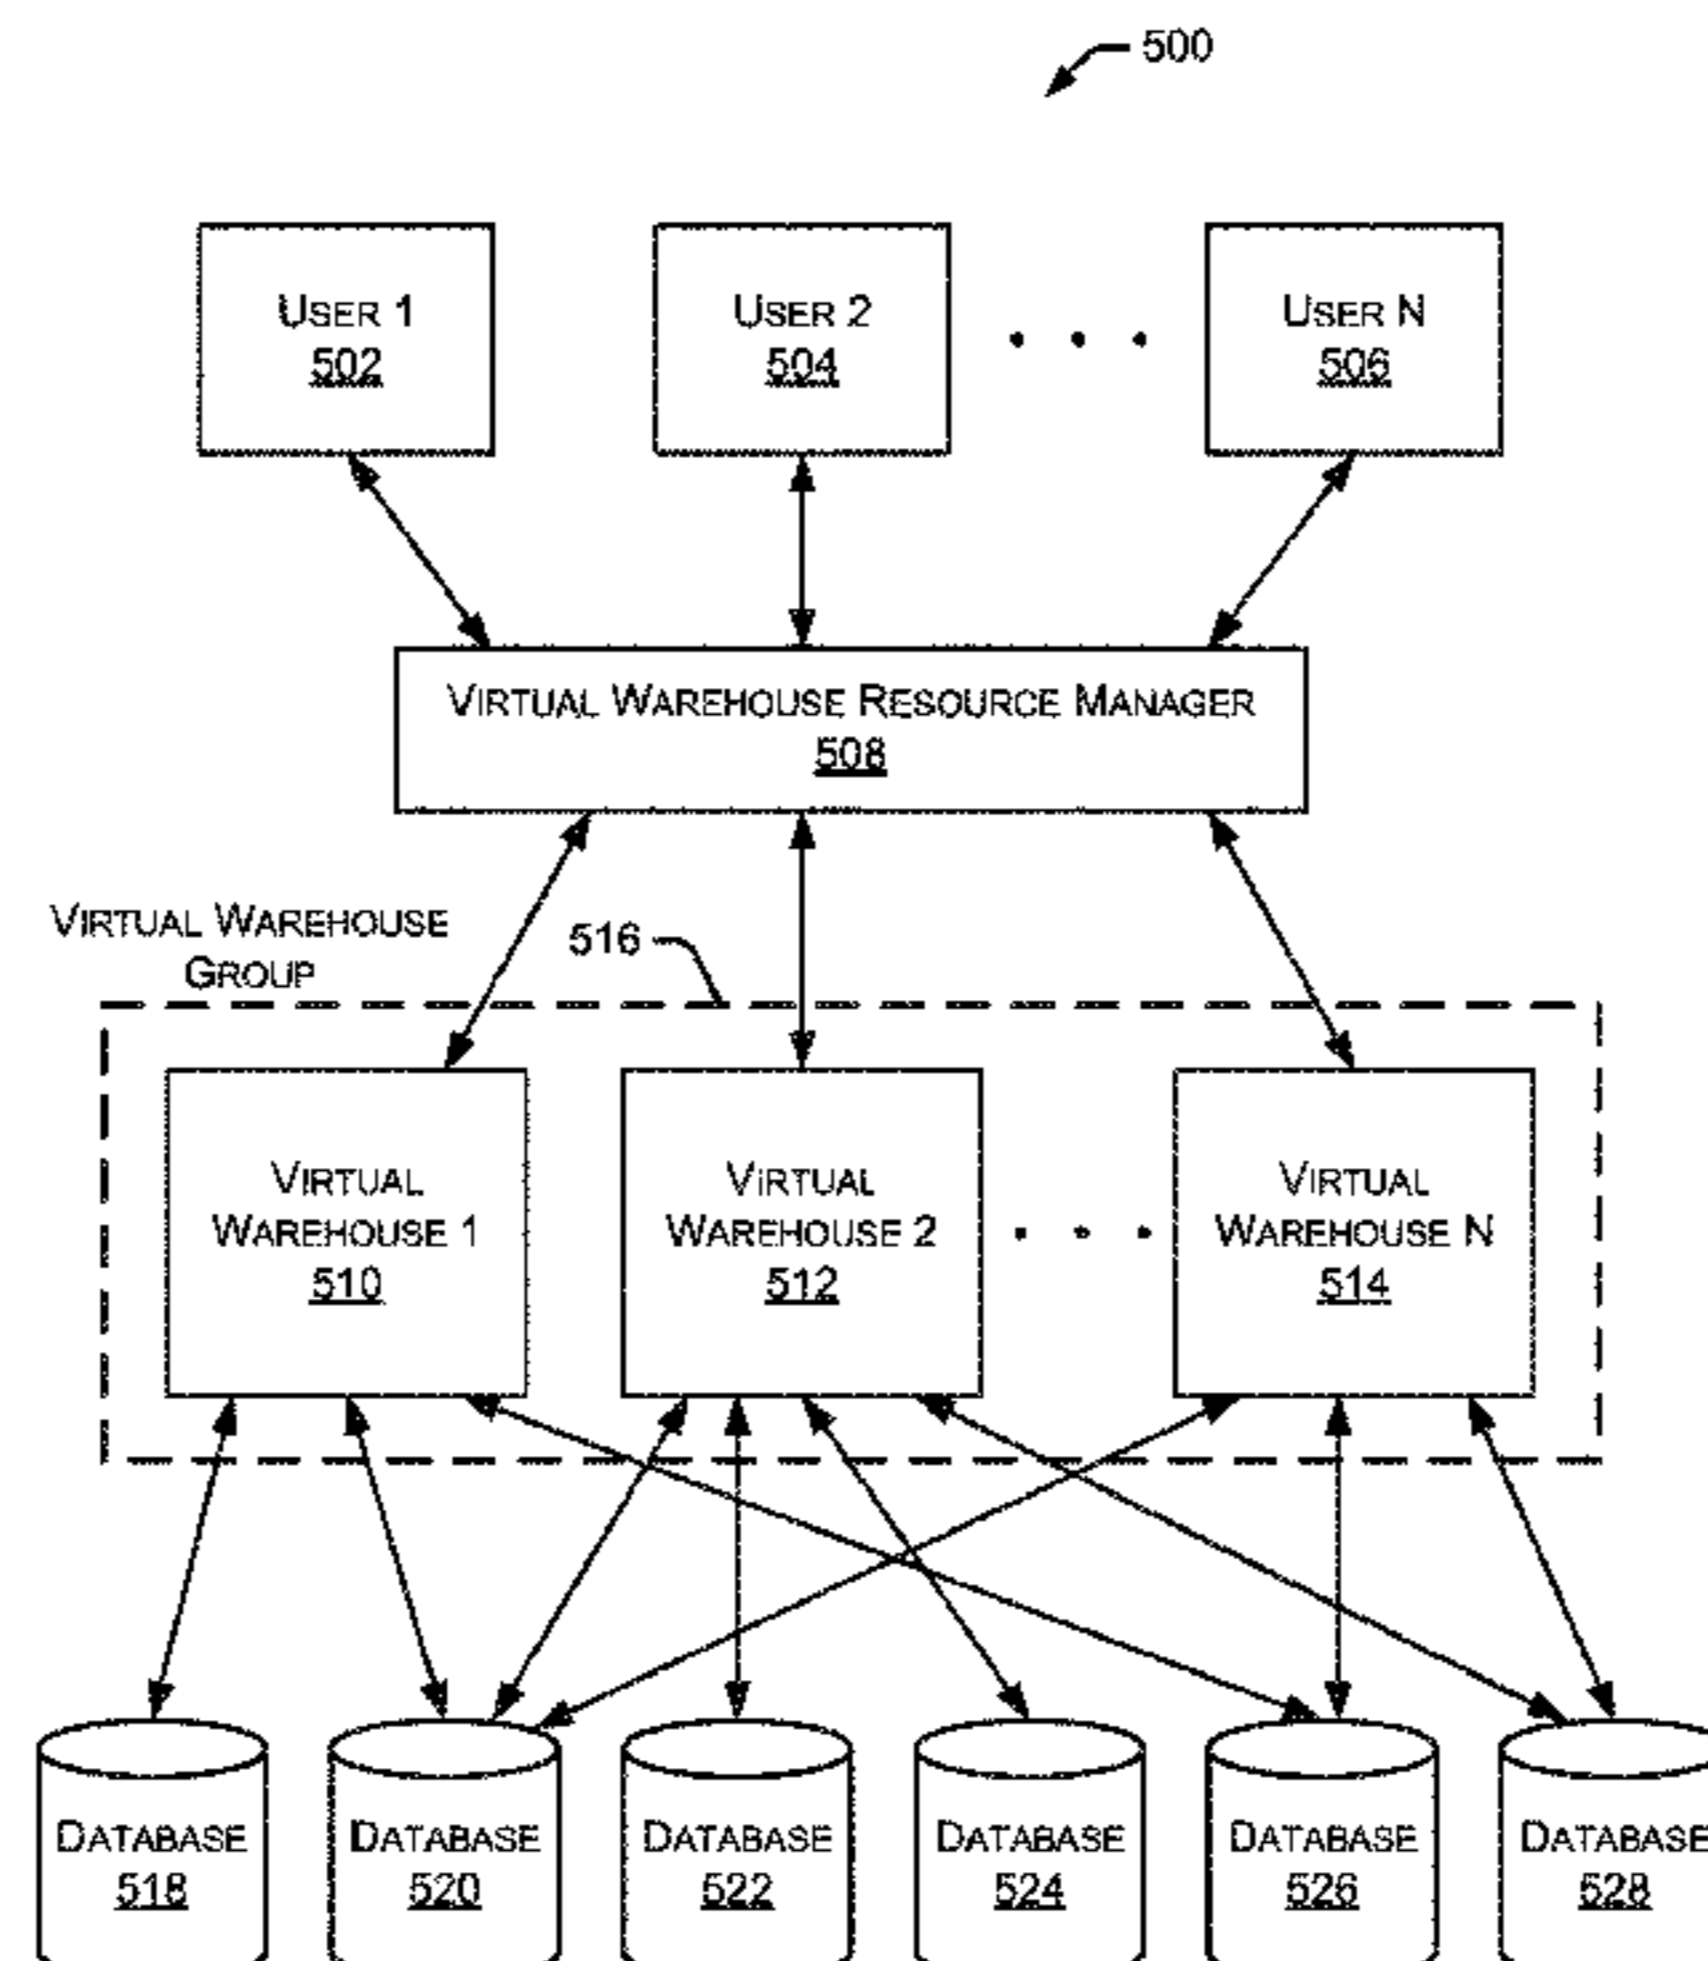 500
USER 1
502
USER 2
504
USER N
506
VIRTUAL WAREHOUSE RESOURCE MANAGER
508
VIRTUAL WAREHOUSE
GROUP
516
VIRTUAL
WAREHOUSE 1
510
VIRTUAL
WAREHOUSE 2
512
VIRTUAL
WAREHOUSE N
514
DATABASE
518
DATABASE
520
DATABASE
522
DATABASE
524
DATABASE
526
DATABASE
528